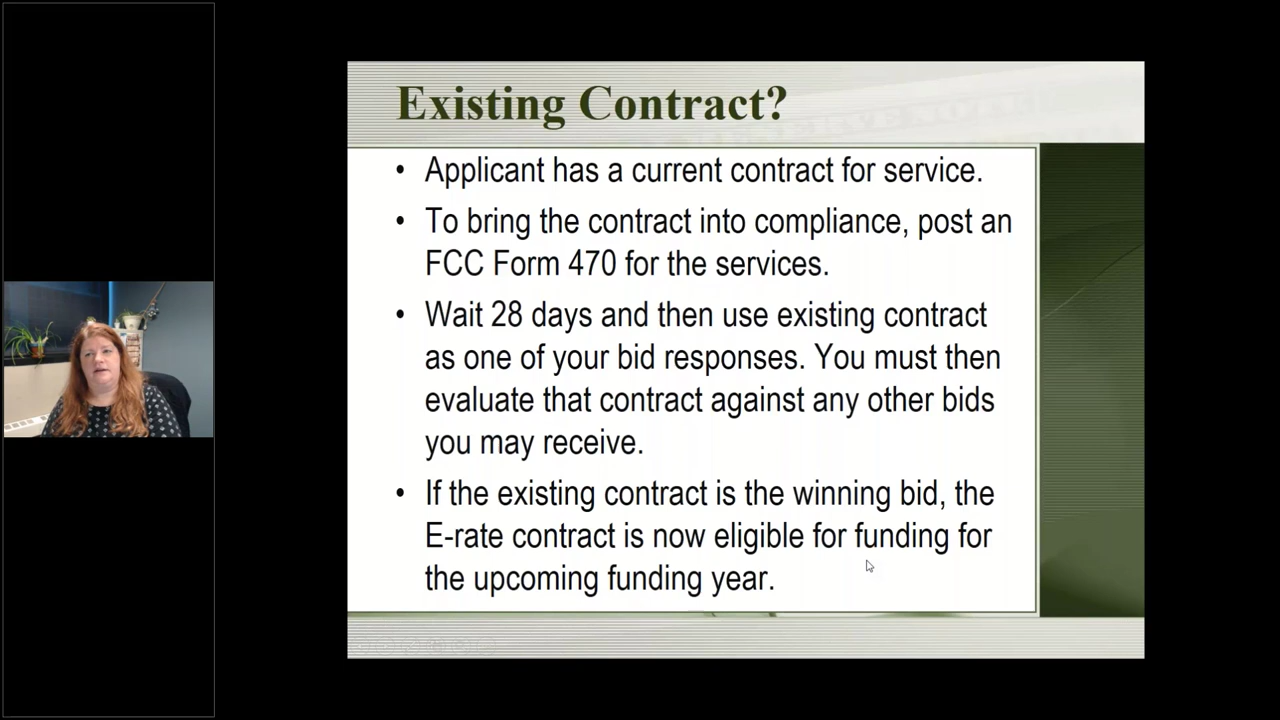 Existing Contract?
• Applicant has a current contract for service.
• To bring the contract into compliance, post an
FCC Form 470 for the services.
• Wait 28 days and then use existing contract
as one of your bid responses. You must then
evaluate that contract against any other bids
you may receive.
• If the existing contract is the winning bid, the
E-rate contract is now eligible for funding for
the upcoming funding year.